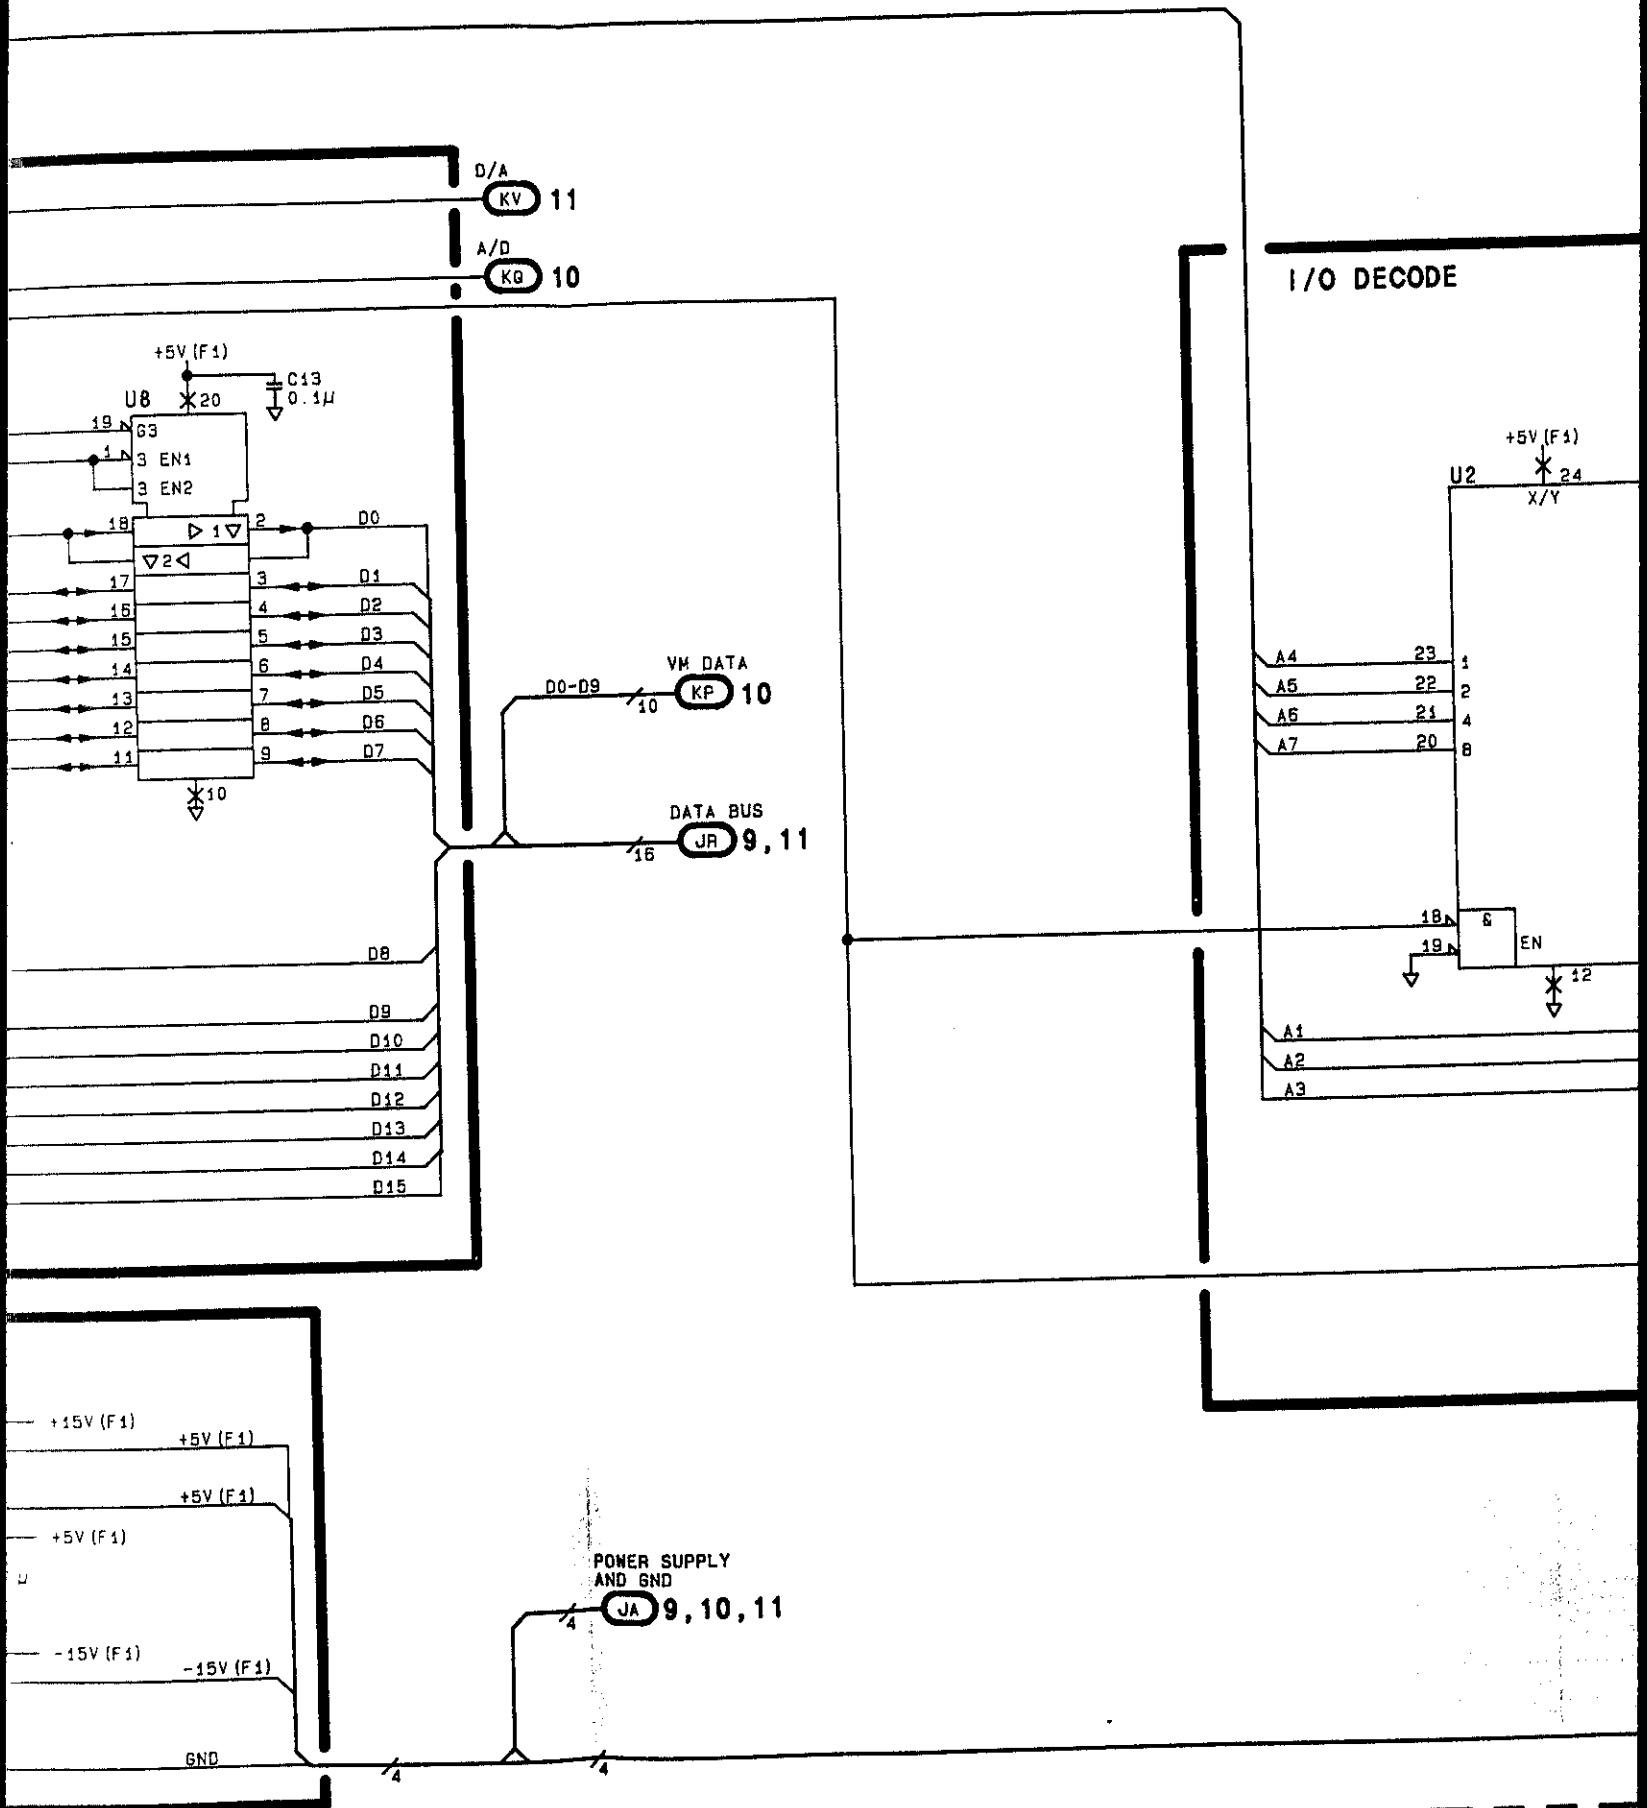 D/A
KV 11
A/D
KQ 10
I/O DECODE
+5V (F1)
C13
0.1µ
U8
20
19
G3
1
3 EN1
3 EN2
18
1
2
D0
2
17
3
D1
16
4
D2
15
5
D3
14
6
D4
13
7
D5
12
8
D6
11
9
D7
10
VM DATA
D0-D9
10
KP 10
DATA BUS
16
JR 9,11
D8
D9
D10
D11
D12
D13
D14
D15
+5V (F1)
U2
24
X/Y
A4
23
1
A5
22
2
A6
21
4
A7
20
8
18
&
19
EN
12
A1
A2
A3
+15V (F1)
+5V (F1)
+5V (F1)
+5V (F1)
µ
-15V (F1)
-15V (F1)
GND
4
POWER SUPPLY
AND GND
4
JA 9,10,11
4